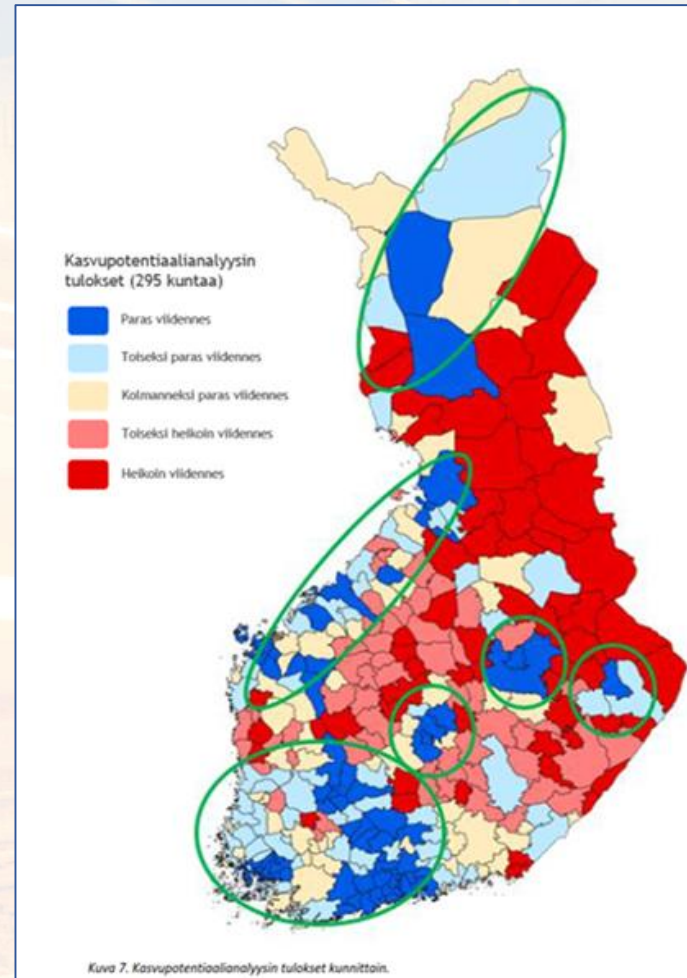 Kasvupotentiaalianalyysin
tulokset (295 kuntaa)
Paras viidennes
Toiseksi paras viidennes
Kolmanneksi paras viidennes
Toiseksi heikoin viidennes
Heikoin viidennes
Kuva 7. Kasvupotentiaalianalyysin tulokset kunnittain.